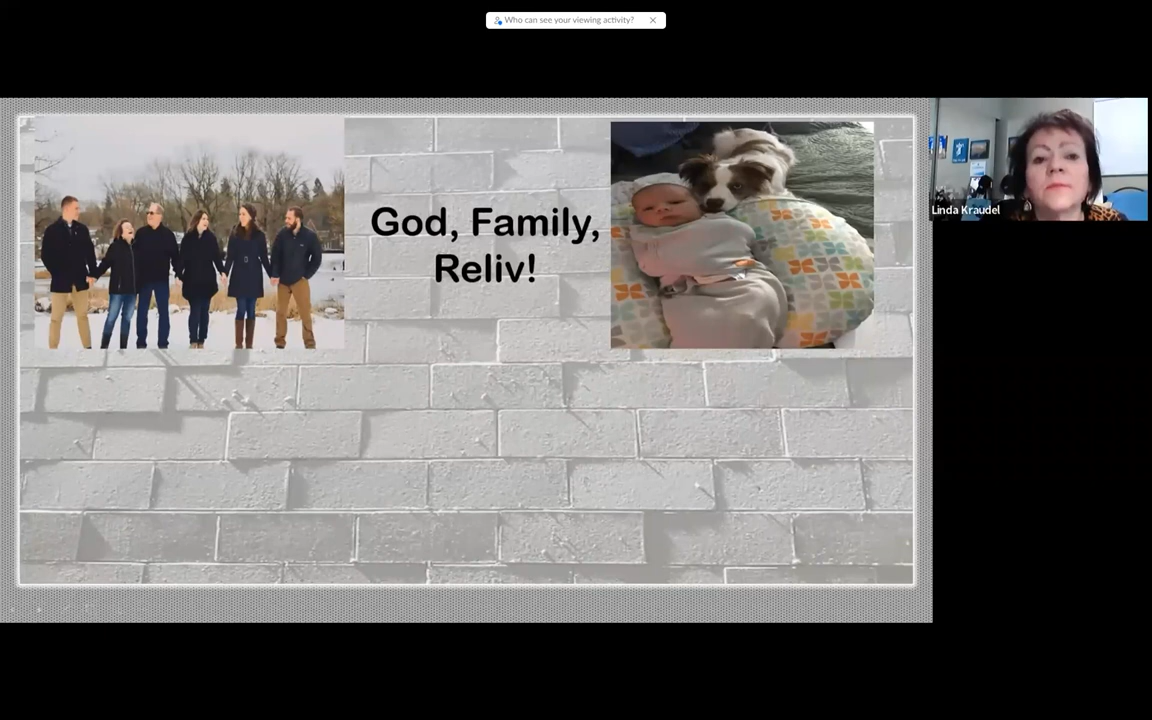 Who can see your viewing activity?
God, Family,
Reliv!
Linda Kraudel